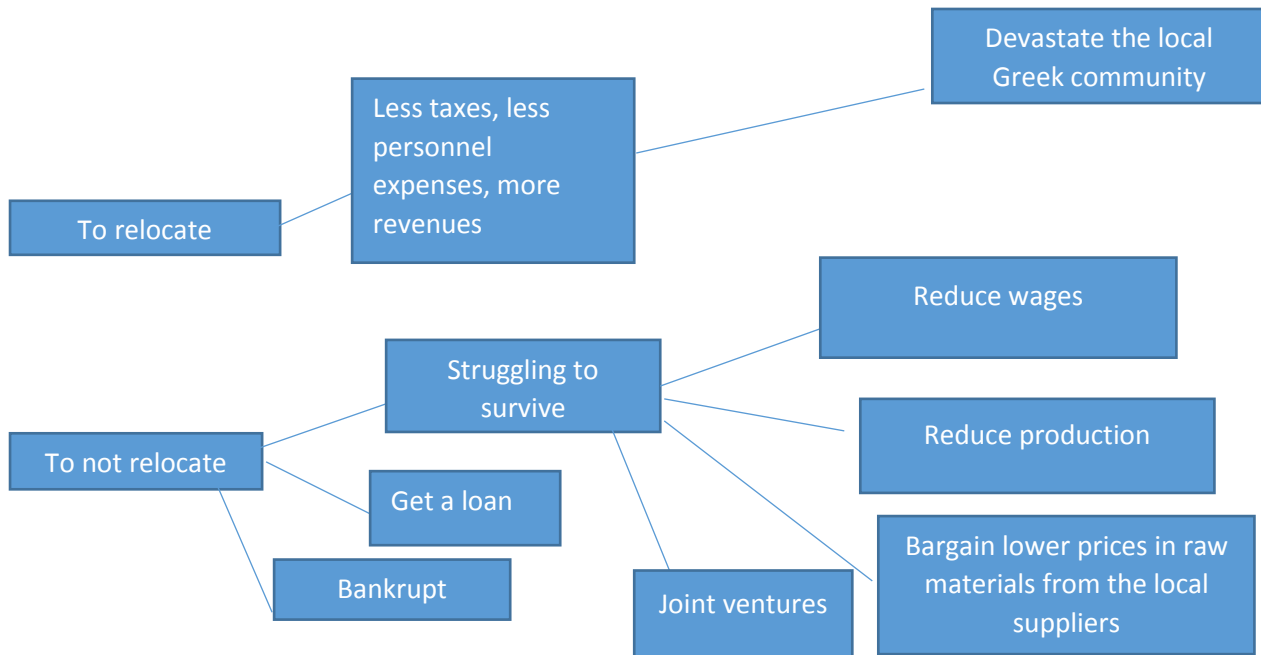 Devastate the local
Greek community
Less taxes, less
personnel
expenses, more
revenues
To relocate
Reduce wages
Struggling to
survive
Reduce production
To not relocate
Get a loan
Bargain lower prices in raw
materials from the local
suppliers
Bankrupt
Joint ventures